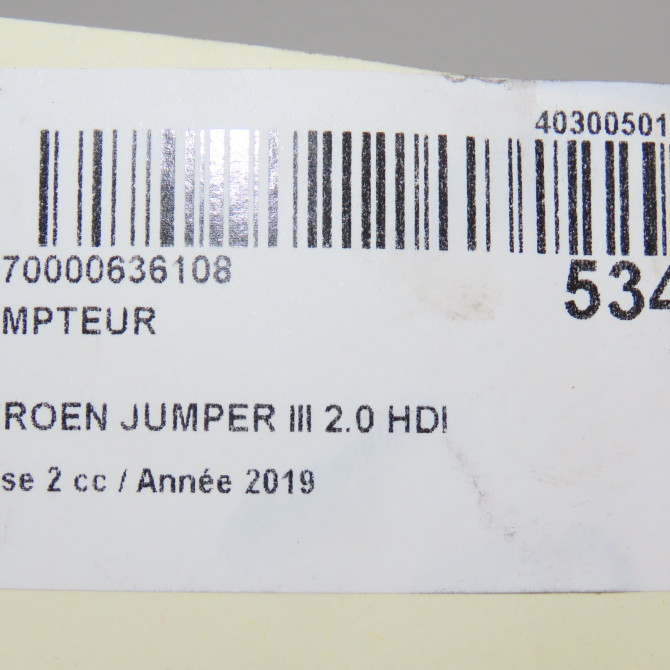 40300501
70000636108
534
MPTEUR
ROEN JUMPER III 2.0 HDI
se 2 cc / Année 2019